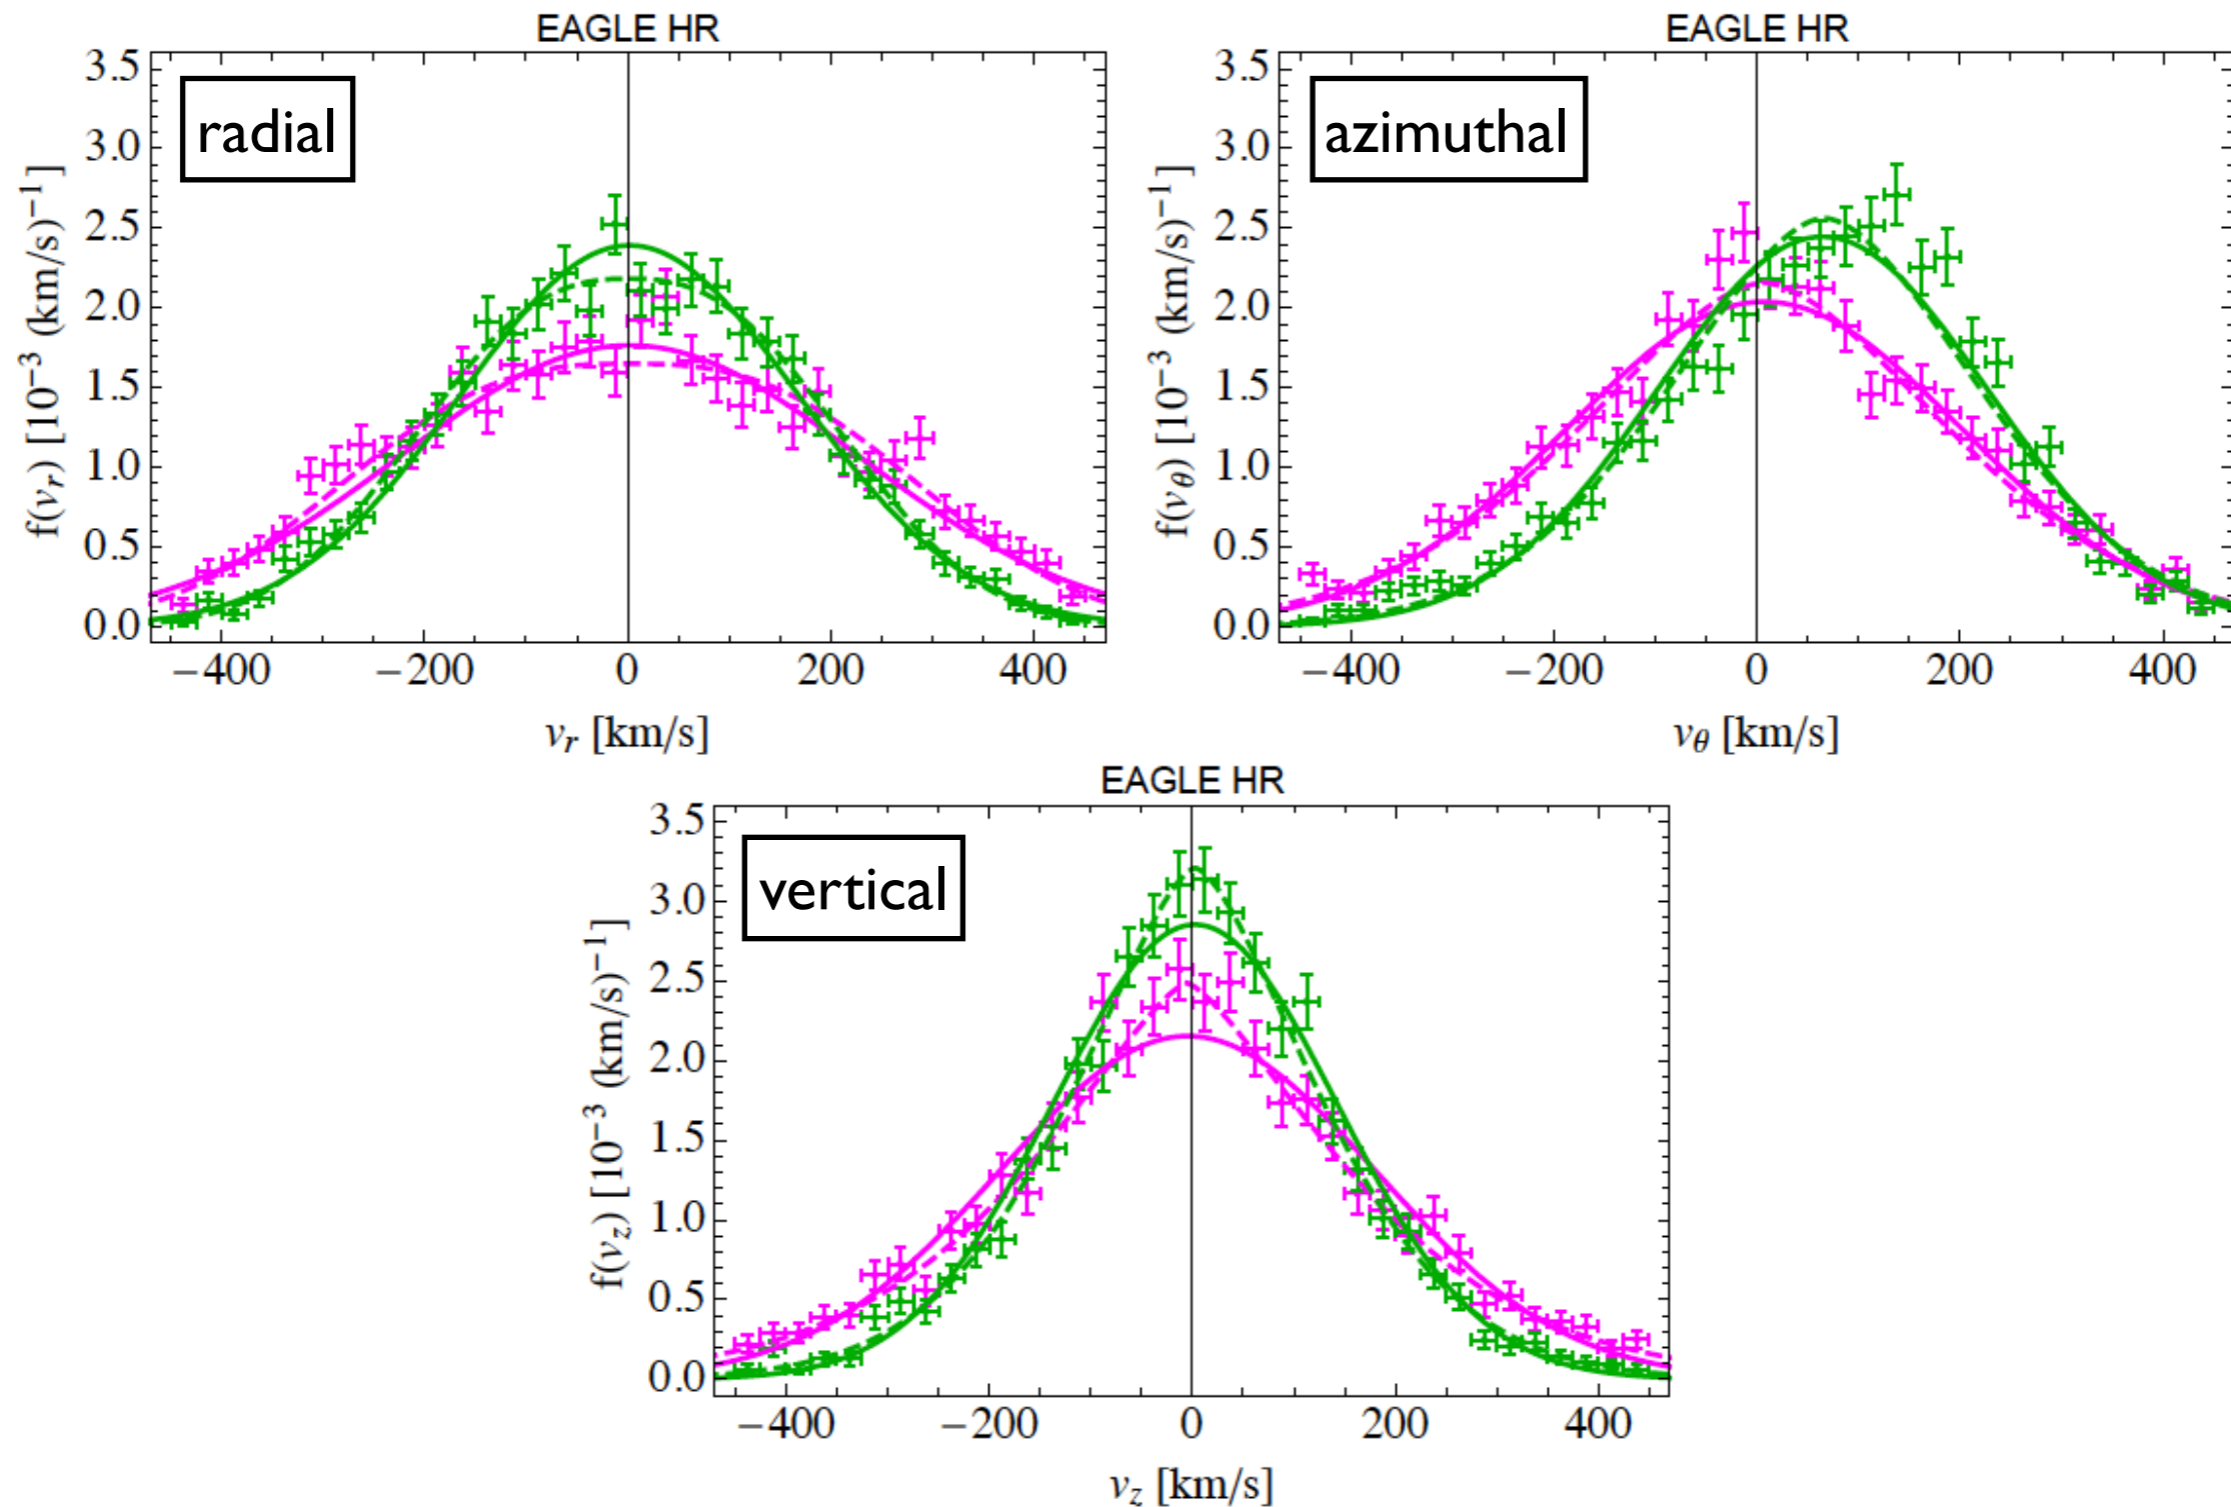 EAGLE HR
radial
f(v_r) [10^{-3} (km/s)^{-1}]
3.5
3.0
2.5
2.0
1.5
1.0
0.5
0.0
−400 −200 0 200 400
v_r [km/s]
EAGLE HR
azimuthal
f(v_θ) [10^{-3} (km/s)^{-1}]
3.5
3.0
2.5
2.0
1.5
1.0
0.5
0.0
−400 −200 0 200 400
v_θ [km/s]
EAGLE HR
vertical
f(v_z) [10^{-3} (km/s)^{-1}]
3.5
3.0
2.5
2.0
1.5
1.0
0.5
0.0
−400 −200 0 200 400
v_z [km/s]